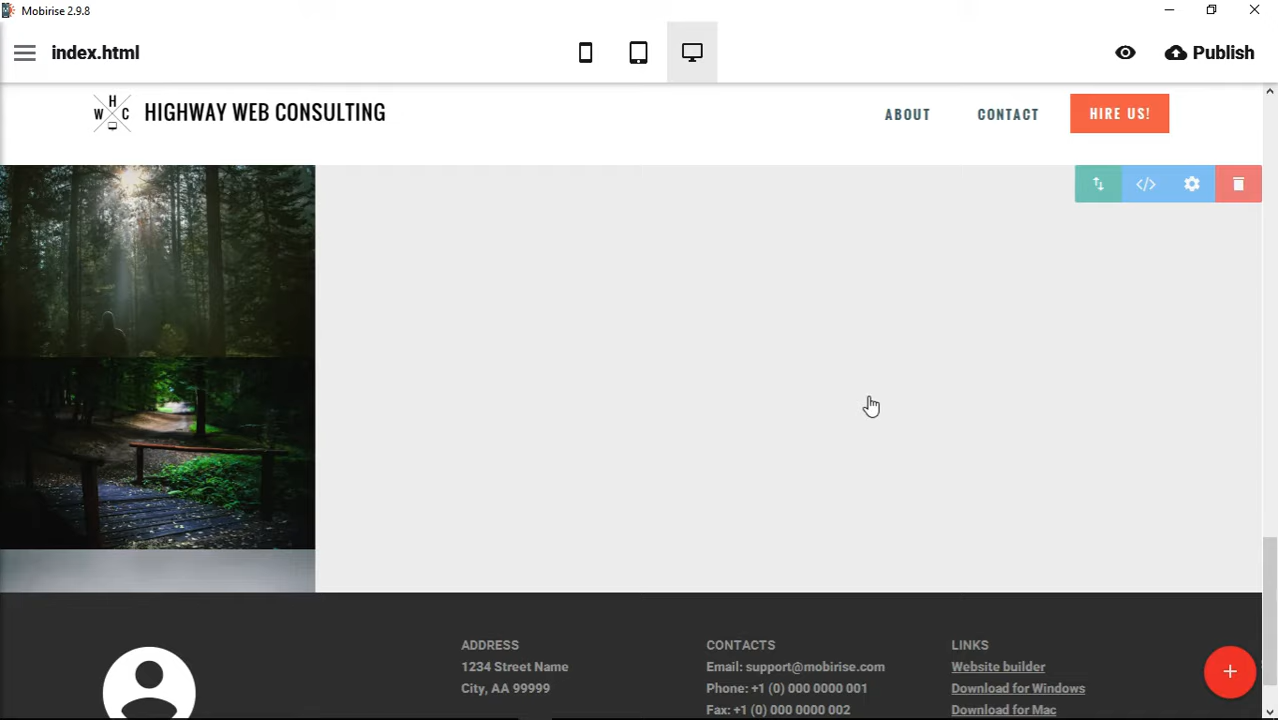 Mobirise 2.9.8
index.html
Publish
W H C
HIGHWAY WEB CONSULTING
ABOUT
CONTACT
HIRE US!
</>
ADDRESS
1234 Street Name
City, AA 99999
CONTACTS
Email: support@mobirise.com
Phone: +1 (0) 000 0000 001
Fax: +1 (0) 000 0000 002
LINKS
Website builder
Download for Windows
Download for Mac